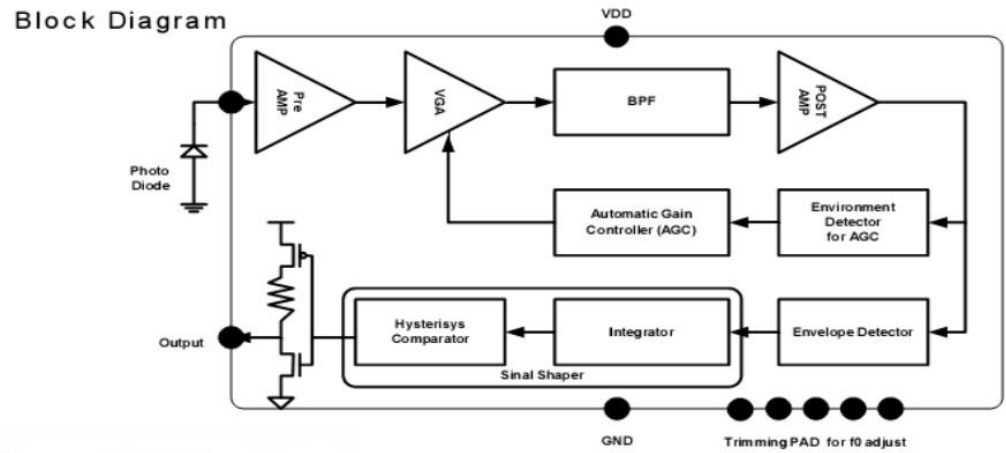 Block Diagram
VDD
Pre
AMP
VGA
BPF
POST
AMP
Photo
Diode
Automatic Gain
Controller (AGC)
Environment
Detector
for AGC
Output
Hysterisys
Comparator
Integrator
Envelope Detector
Sinal Shaper
GND
Trimming PAD for f0 adjust